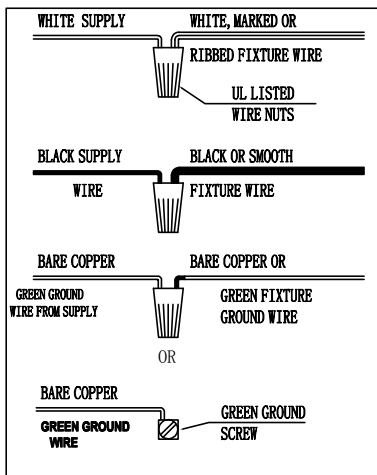 WHITE SUPPLY
WHITE, MARKED OR
RIBBED FIXTURE WIRE
UL LISTED
WIRE NUTS
BLACK SUPPLY
WIRE
BLACK OR SMOOTH
FIXTURE WIRE
BARE COPPER
GREEN GROUND
WIRE FROM SUPPLY
BARE COPPER OR
GREEN FIXTURE
GROUND WIRE
OR
BARE COPPER
GREEN GROUND
WIRE
GREEN GROUND
SCREW